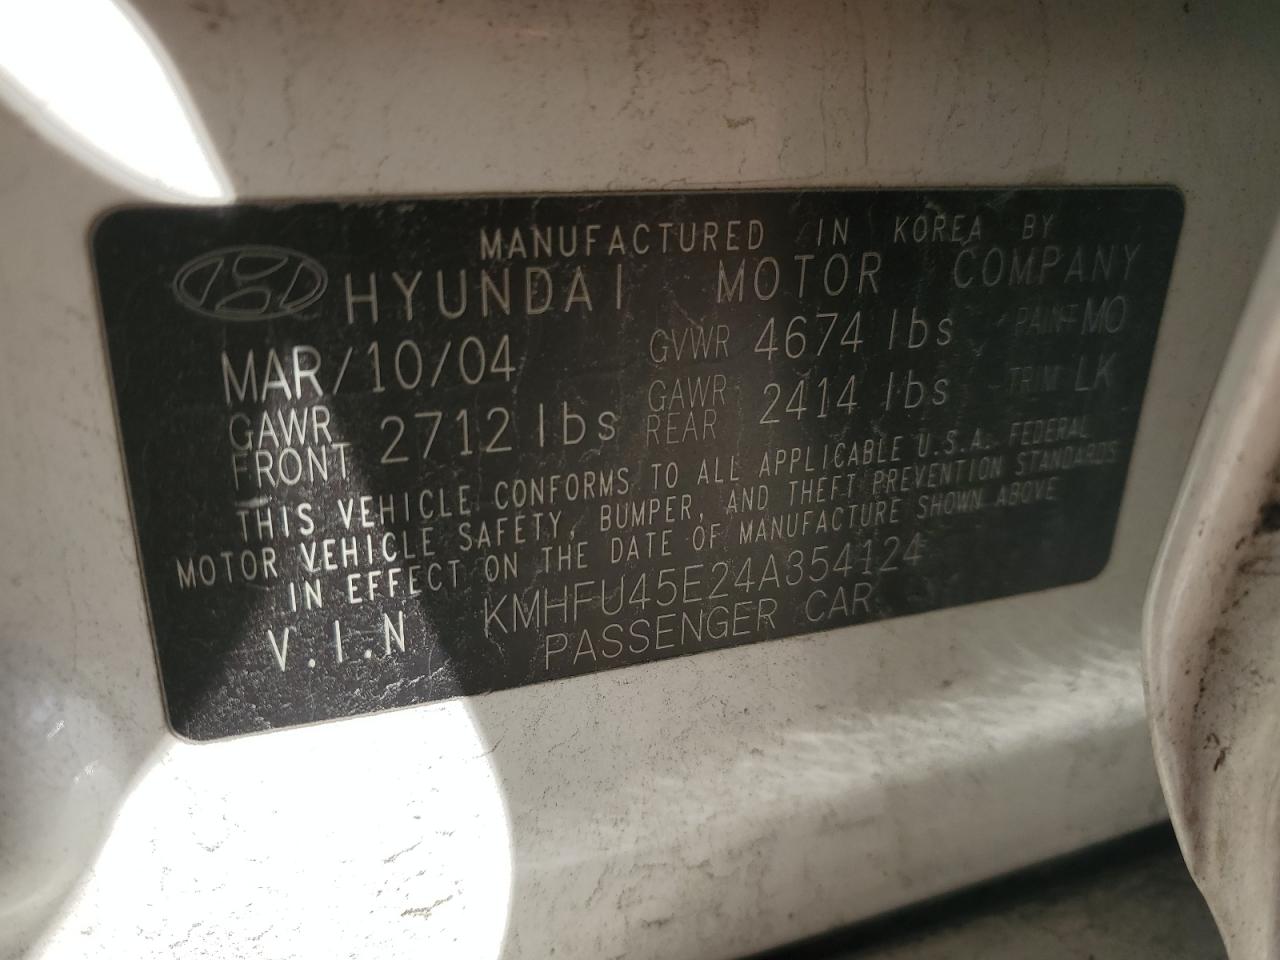 MANUFACTURED IN KOREA BY
HYUNDAI MOTOR COMPANY
MAR/10/04 GVWR 4674 lbs PAINT MO
GAWR FRONT 2712 lbs GAWR REAR 2414 lbs TRIM LK
THIS VEHICLE CONFORMS TO ALL APPLICABLE U.S.A. FEDERAL
MOTOR VEHICLE SAFETY, BUMPER, AND THEFT PREVENTION STANDARDS
IN EFFECT ON THE DATE OF MANUFACTURE SHOWN ABOVE
V.I.N KMHFU45E24A354124
PASSENGER CAR